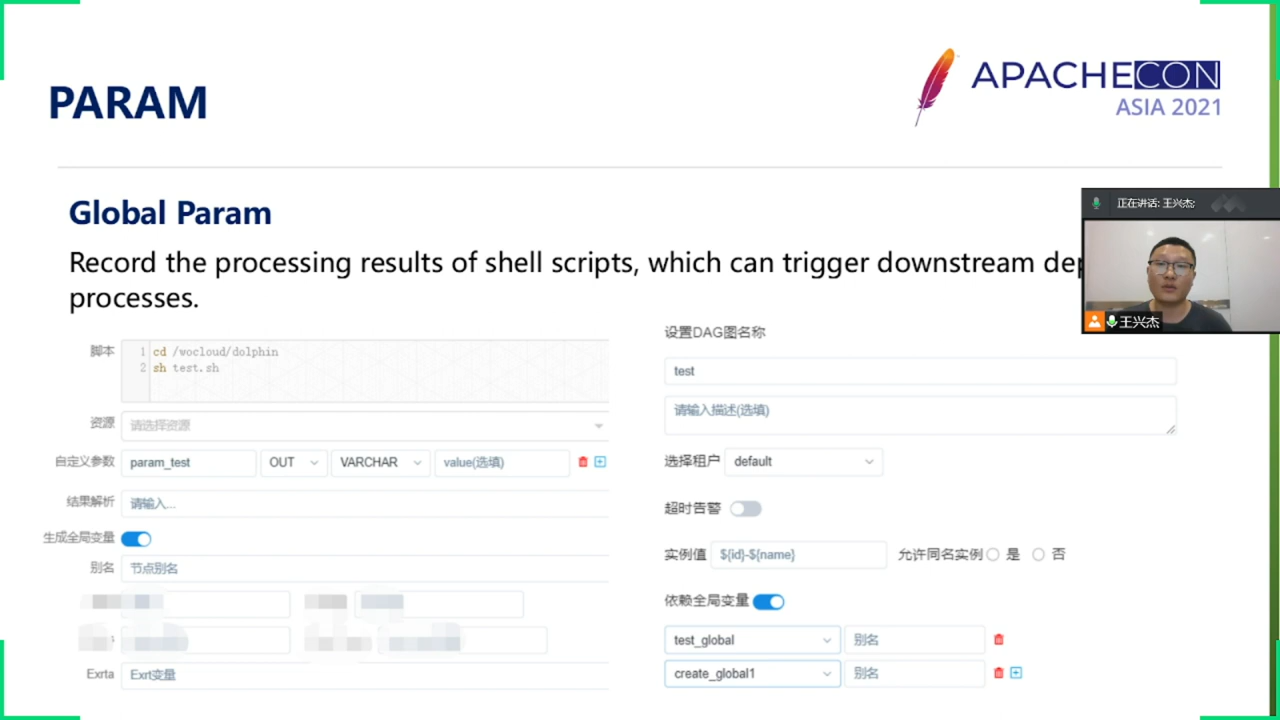 PARAM
APACHECON
ASIA 2021
Global Param
Record the processing results of shell scripts, which can trigger downstream
processes.
正在讲话: 王兴杰
王兴杰
脚本
1 cd /wocloud/dolphin
2 sh test.sh
资源 请选择资源
自定义参数 param_test OUT VARCHAR value(选填)
结果解析 请输入...
生成全局变量
别名 节点别名
Exrta Exrt变量
设置DAG图名称
test
请输入描述(选填)
选择租户 default
超时告警
实例值 ${id}-${name} 允许同名实例 是 否
依赖全局变量
test_global 别名
create_global1 别名